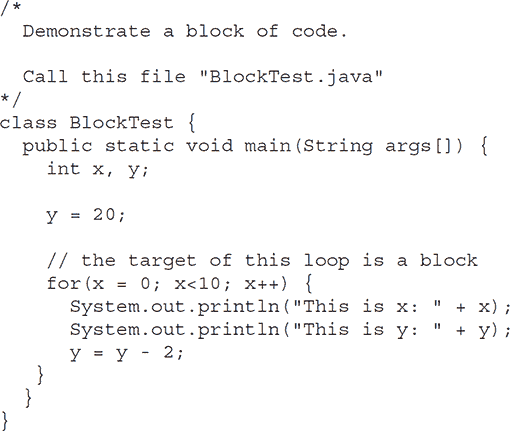 /*
  Demonstrate a block of code.

  Call this file "BlockTest.java"
*/
class BlockTest {
  public static void main(String args[]) {
    int x, y;

    y = 20;

    // the target of this loop is a block
    for(x = 0; x<10; x++) {
      System.out.println("This is x: " + x);
      System.out.println("This is y: " + y);
      y = y - 2;
   }
  }
}